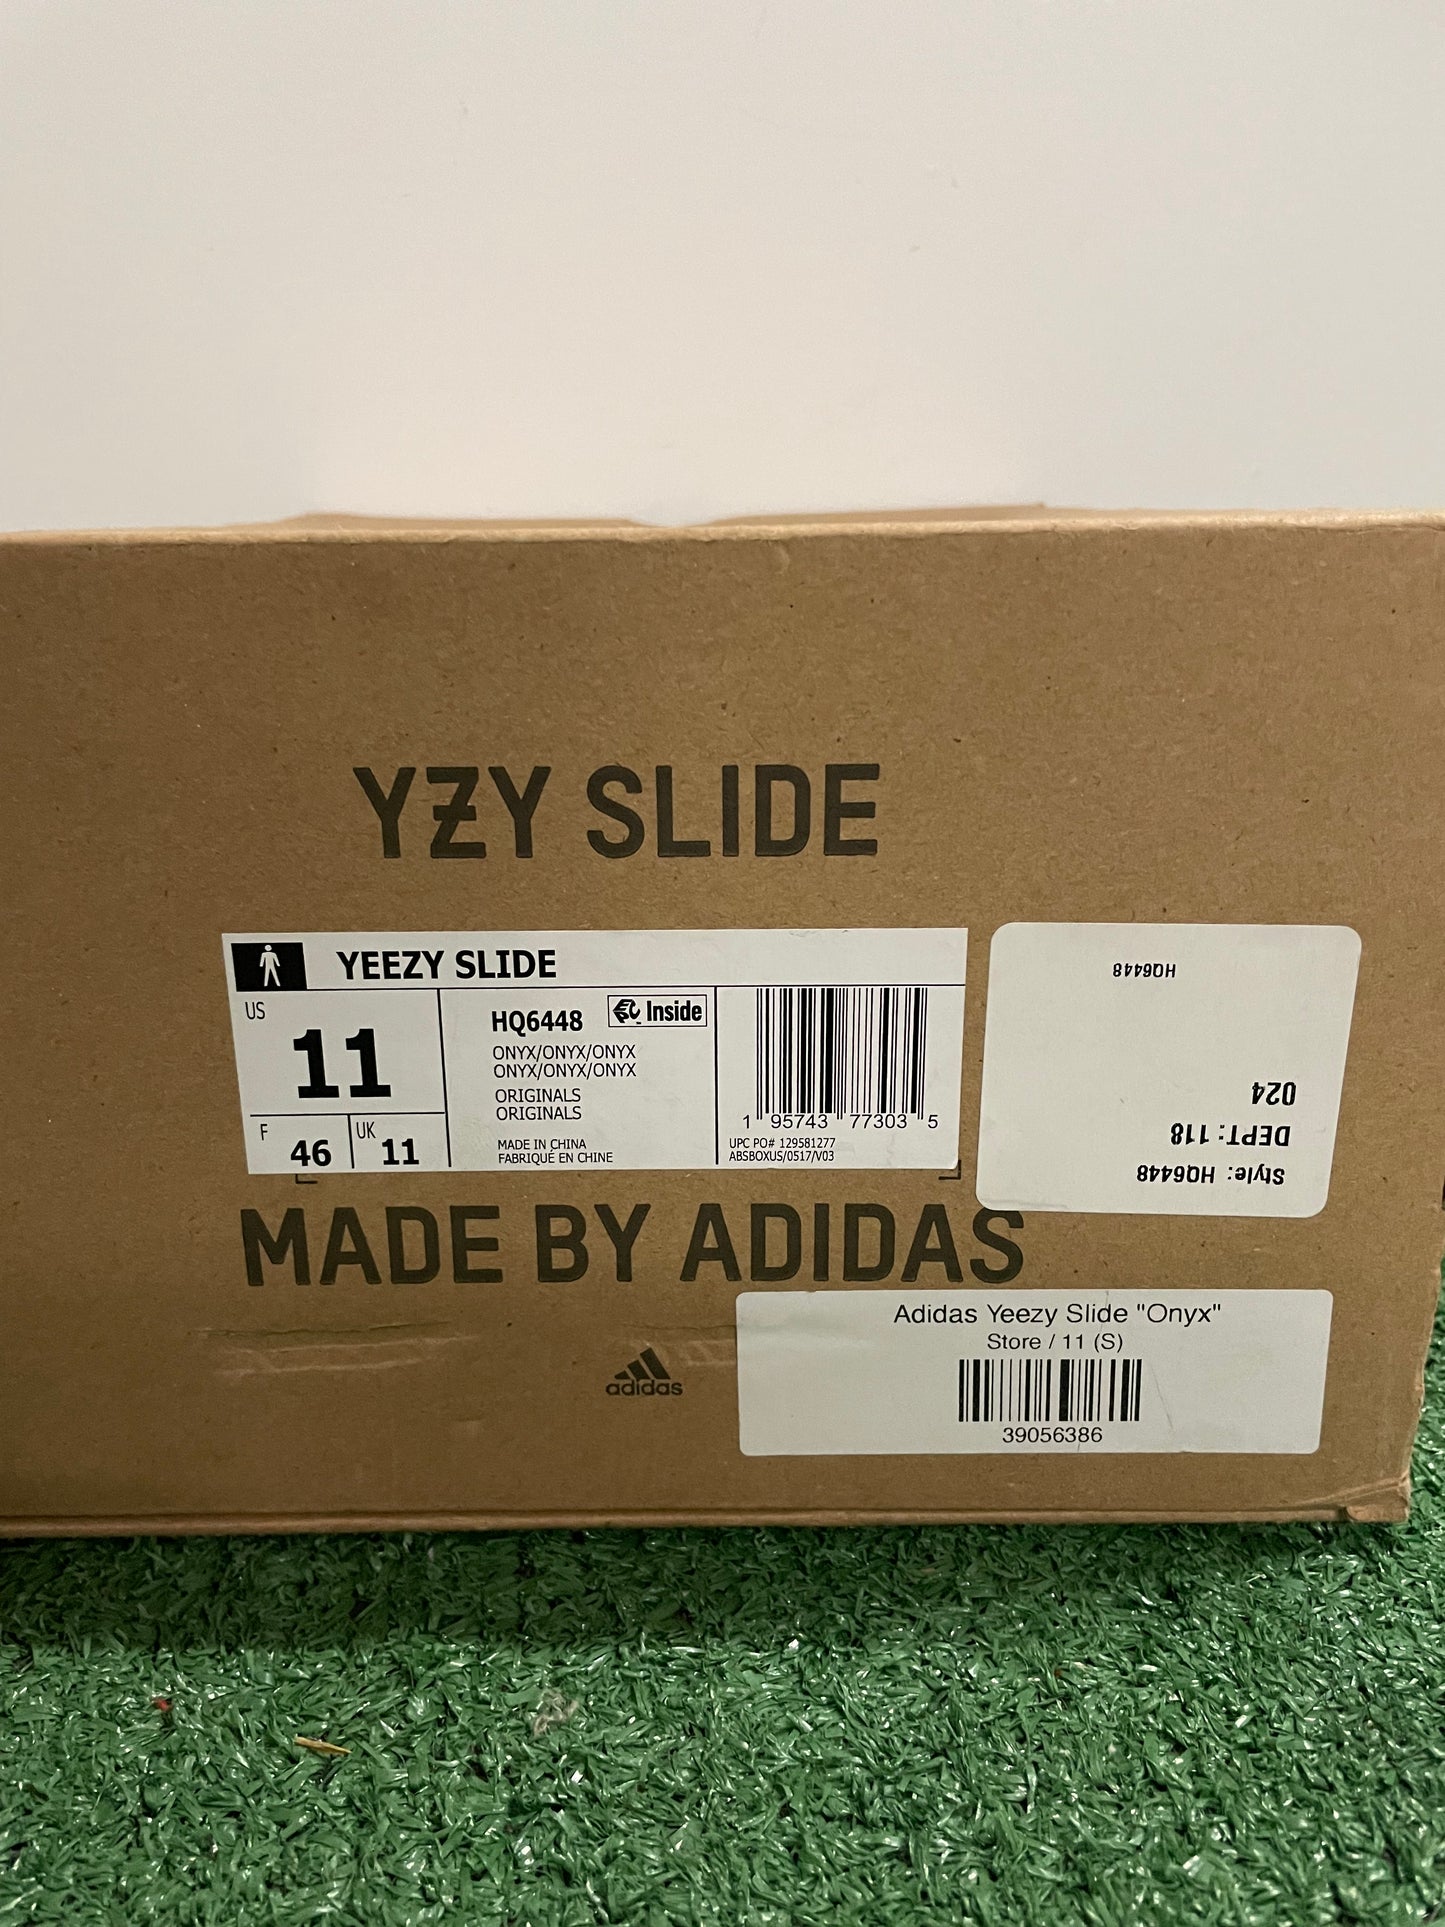 YZY SLIDE
YEEZY SLIDE
US
11
F
46
UK
11
HQ6448
Inside
ONYX/ONYX/ONYX
ONYX/ONYX/ONYX
ORIGINALS
ORIGINALS
MADE IN CHINA
FABRIQUÉ EN CHINE
1 95743 77303 5
UPC PO# 129581277
ABSBOXUS/0517/V03
Style: HQ6448
DEPT: 118
024
HQ6448
MADE BY ADIDAS
adidas
Adidas Yeezy Slide "Onyx"
Store / 11 (S)
39056386